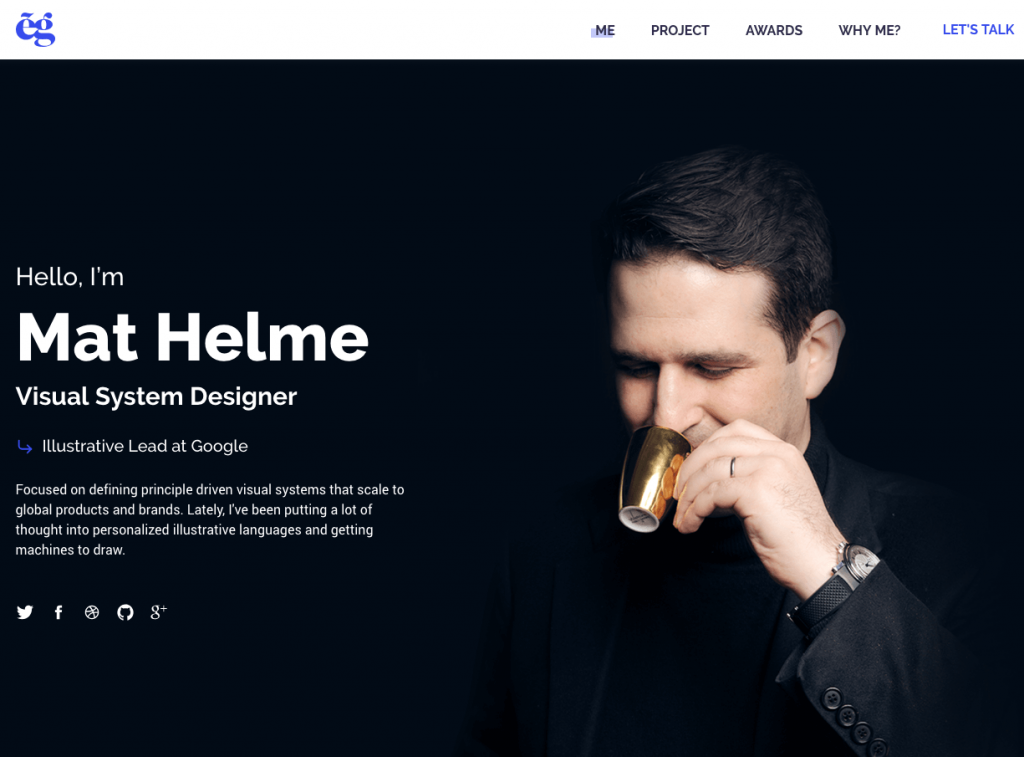 ēg
ME
PROJECT
AWARDS
WHY ME?
LET'S TALK
Hello, I'm
Mat Helme
Visual System Designer
Illustrative Lead at Google
Focused on defining principle driven visual systems that scale to
global products and brands. Lately, I've been putting a lot of
thought into personalized illustrative languages and getting
machines to draw.
g+